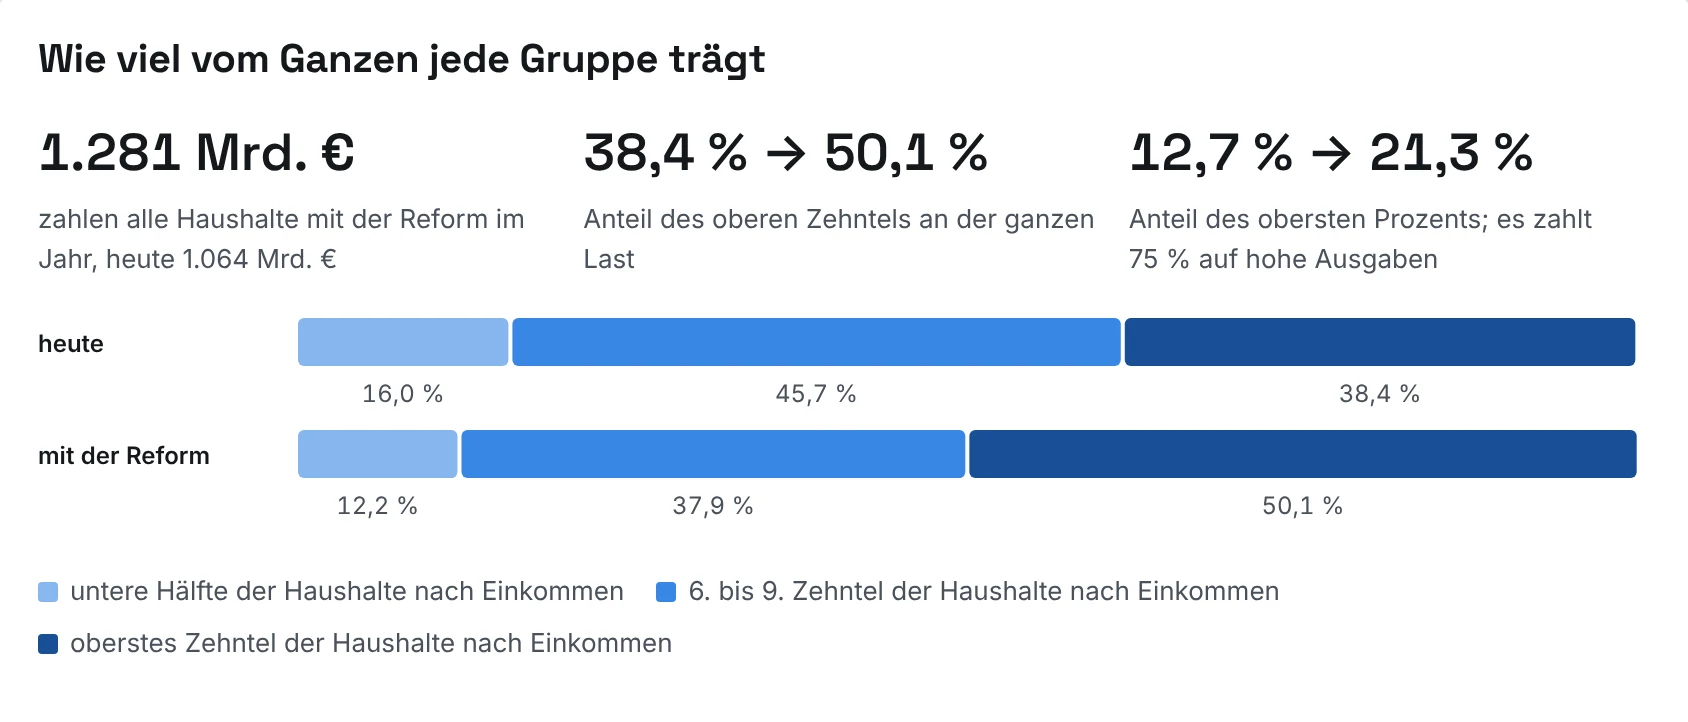 Wie viel vom Ganzen jede Gruppe trägt
1.281 Mrd. €
zahlen alle Haushalte mit der Reform im
Jahr, heute 1.064 Mrd. €
38,4 % → 50,1 %
Anteil des oberen Zehntels an der ganzen
Last
12,7 % → 21,3 %
Anteil des obersten Prozents; es zahlt
75 % auf hohe Ausgaben
heute
16,0 %
45,7 %
38,4 %
mit der Reform
12,2 %
37,9 %
50,1 %
untere Hälfte der Haushalte nach Einkommen
6. bis 9. Zehntel der Haushalte nach Einkommen
oberstes Zehntel der Haushalte nach Einkommen